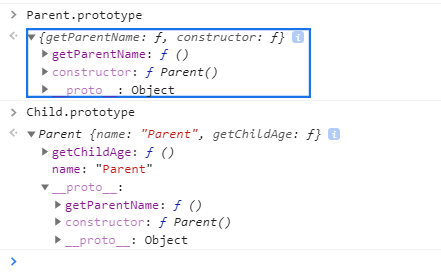 Parent.prototype
{getParentName: ƒ, constructor: ƒ} i
getParentName: ƒ ()
constructor: ƒ Parent()
__proto__: Object
Child.prototype
Parent {name: "Parent", getChildAge: ƒ} i
getChildAge: ƒ ()
name: "Parent"
__proto__:
getParentName: ƒ ()
constructor: ƒ Parent()
__proto__: Object